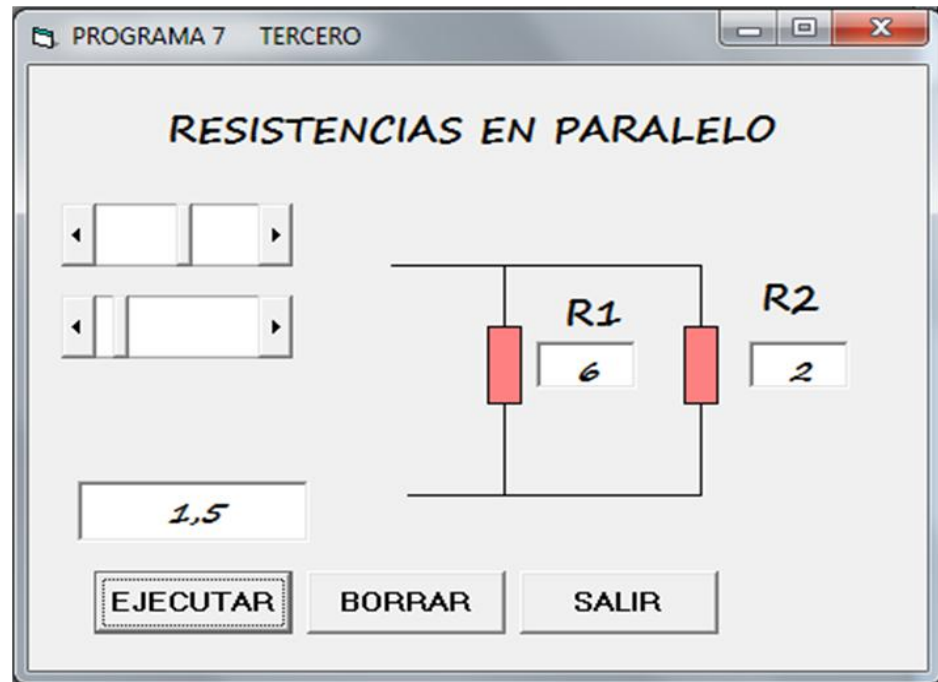 PROGRAMA 7 TERCERO
RESISTENCIAS EN PARALELO
R1
R2
6
2
1,5
EJECUTAR
BORRAR
SALIR